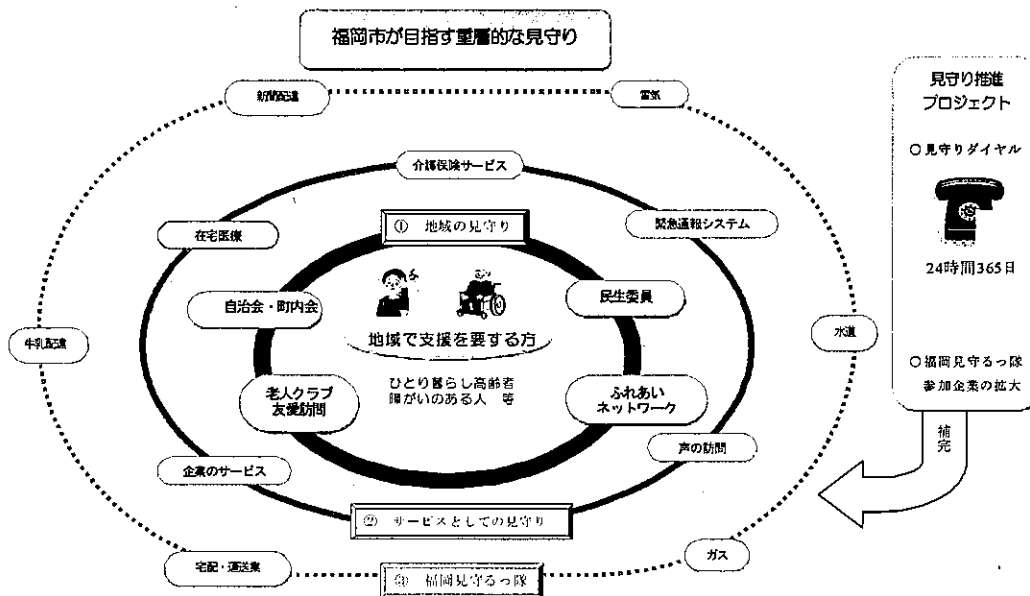 福岡市が目指す重層的な見守り
新聞配達
電気
介護保険サービス
在宅医療
緊急通報システム
① 地域の見守り
自治会・町内会
民生委員
牛乳配達
水道
地域で支援を要する方
ひとり暮らし高齢者
障がいのある人 等
老人クラブ
友愛訪問
ふれあい
ネットワーク
企業のサービス
声の訪問
② サービスとしての見守り
宅配・運送業
ガス
③ 福岡見守るっ隊
見守り推進
プロジェクト
○見守りダイヤル
24時間365日
○福岡見守るっ隊
参加企業の拡大
補完